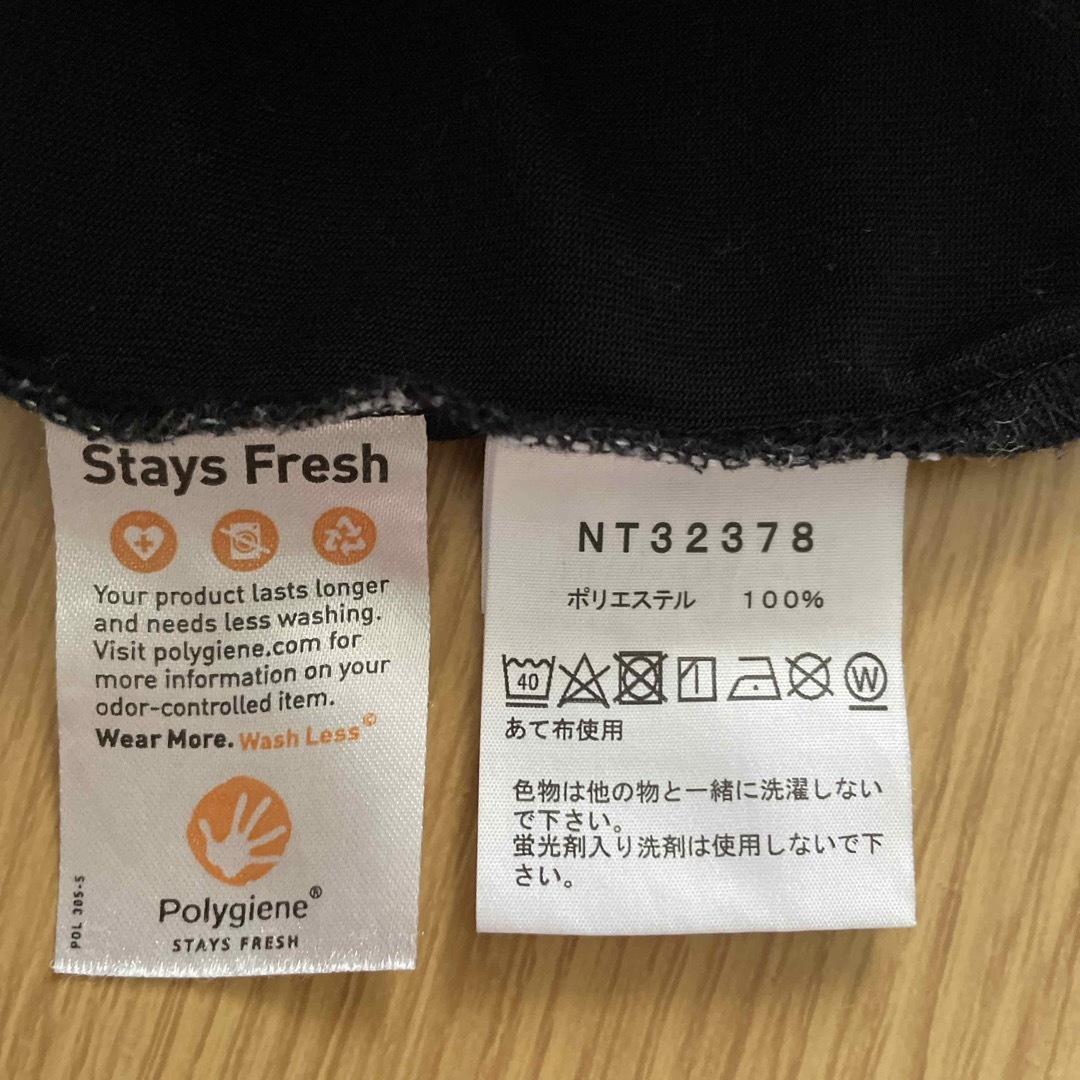 Stays Fresh
Your product lasts longer
and needs less washing.
Visit polygiene.com for
more information on your
odor-controlled item.
Wear More. Wash Less©
Polygiene®
STAYS FRESH
POL 305-5
NT32378
ポリエステル 100%
40
W
あて布使用
色物は他の物と一緒に洗濯しない
で下さい。
蛍光剤入り洗剤は使用しないで下
さい。